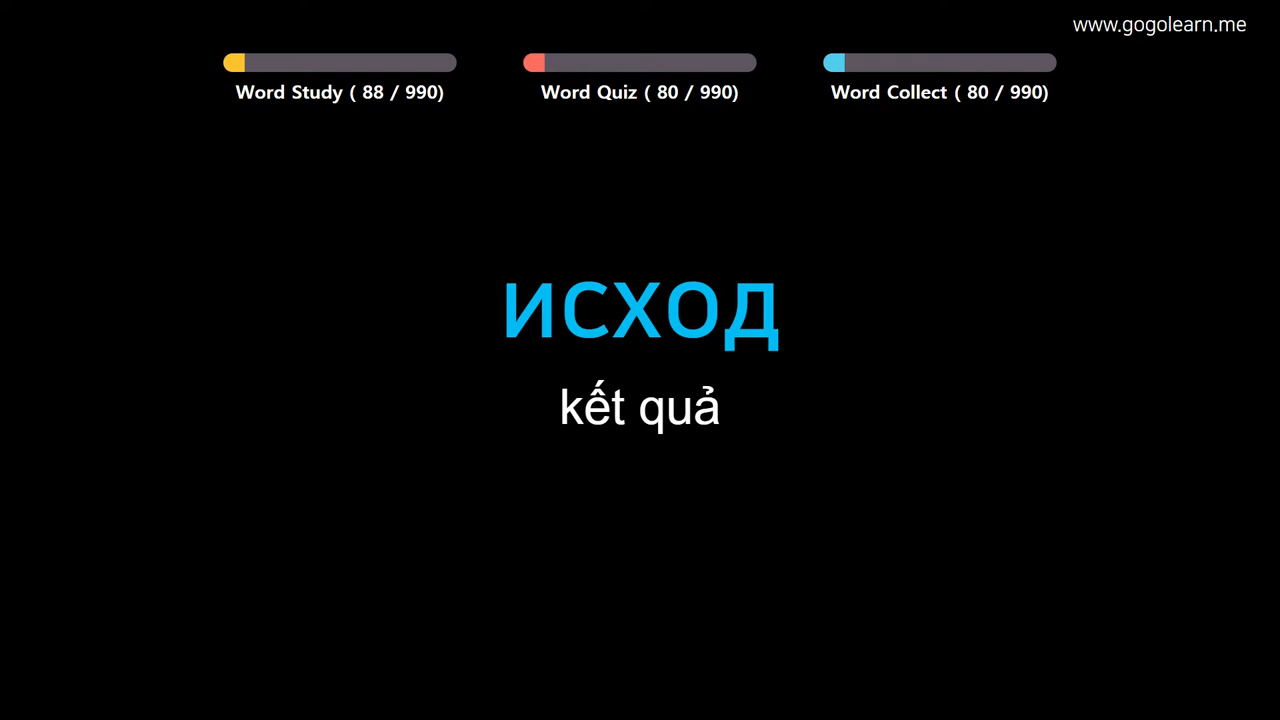 www.gogolearn.me
Word Study ( 88 / 990)
Word Quiz ( 80 / 990)
Word Collect ( 80 / 990)
исход
kết quả